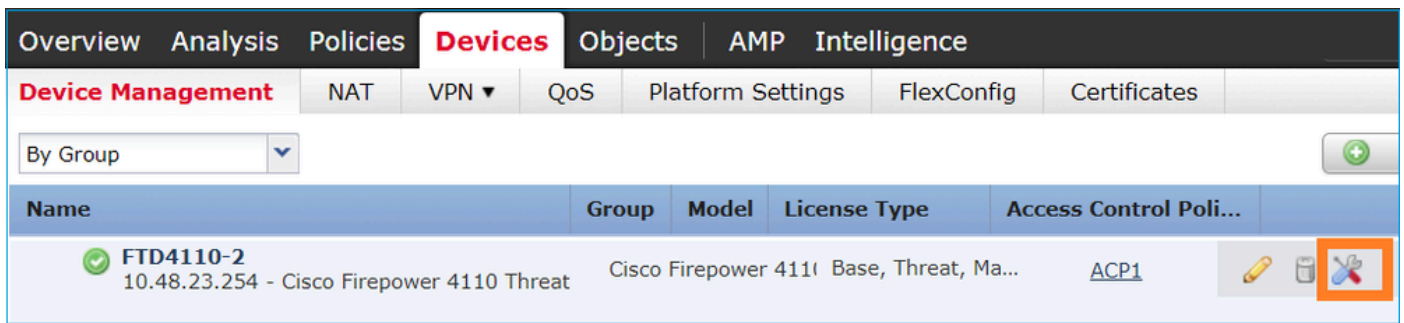 Overview Analysis Policies Devices Objects AMP Intelligence
Device Management NAT VPN QoS Platform Settings FlexConfig Certificates
By Group
Name Group Model License Type Access Control Poli...
FTD4110-2 Cisco Firepower 411 Base, Threat, Ma... ACP1
10.48.23.254 - Cisco Firepower 4110 Threat